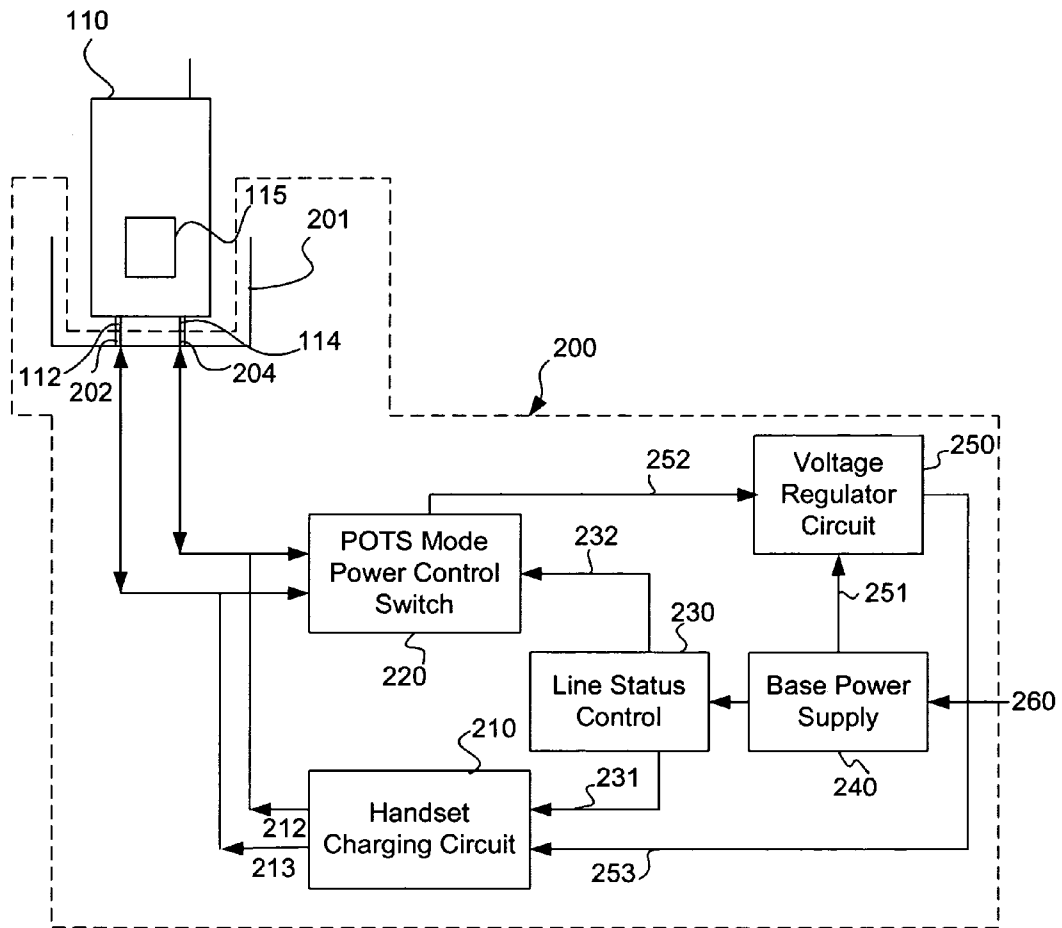 110
115
201
112
202
114
204
200
252
250
Voltage
Regulator
Circuit
POTS Mode
Power Control
Switch
232
251
220
230
Line Status
Control
Base Power
Supply
260
240
210
231
Handset
Charging Circuit
212
213
253